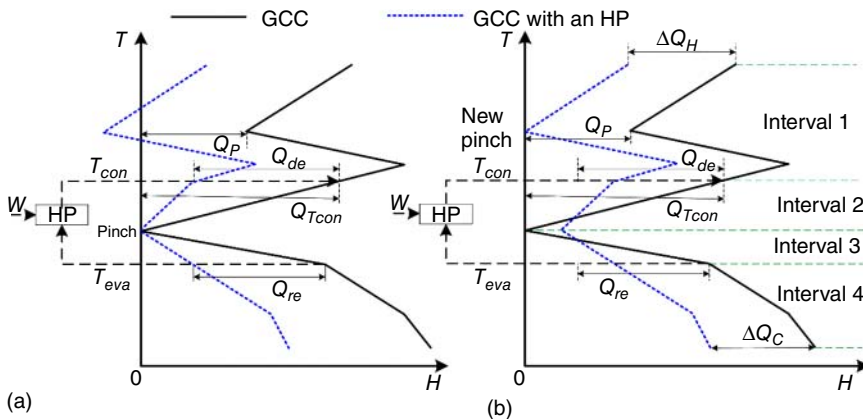 GCC
GCC with an HP
T
Q_P
Q_de
T_con
Q_Tcon
W
HP
Pinch
T_eva
Q_re
0
H
(a)
T
ΔQ_H
New
pinch
Q_P
Interval 1
Q_de
T_con
Q_Tcon
Interval 2
W
HP
Interval 3
T_eva
Q_re
Interval 4
ΔQ_C
0
H
(b)